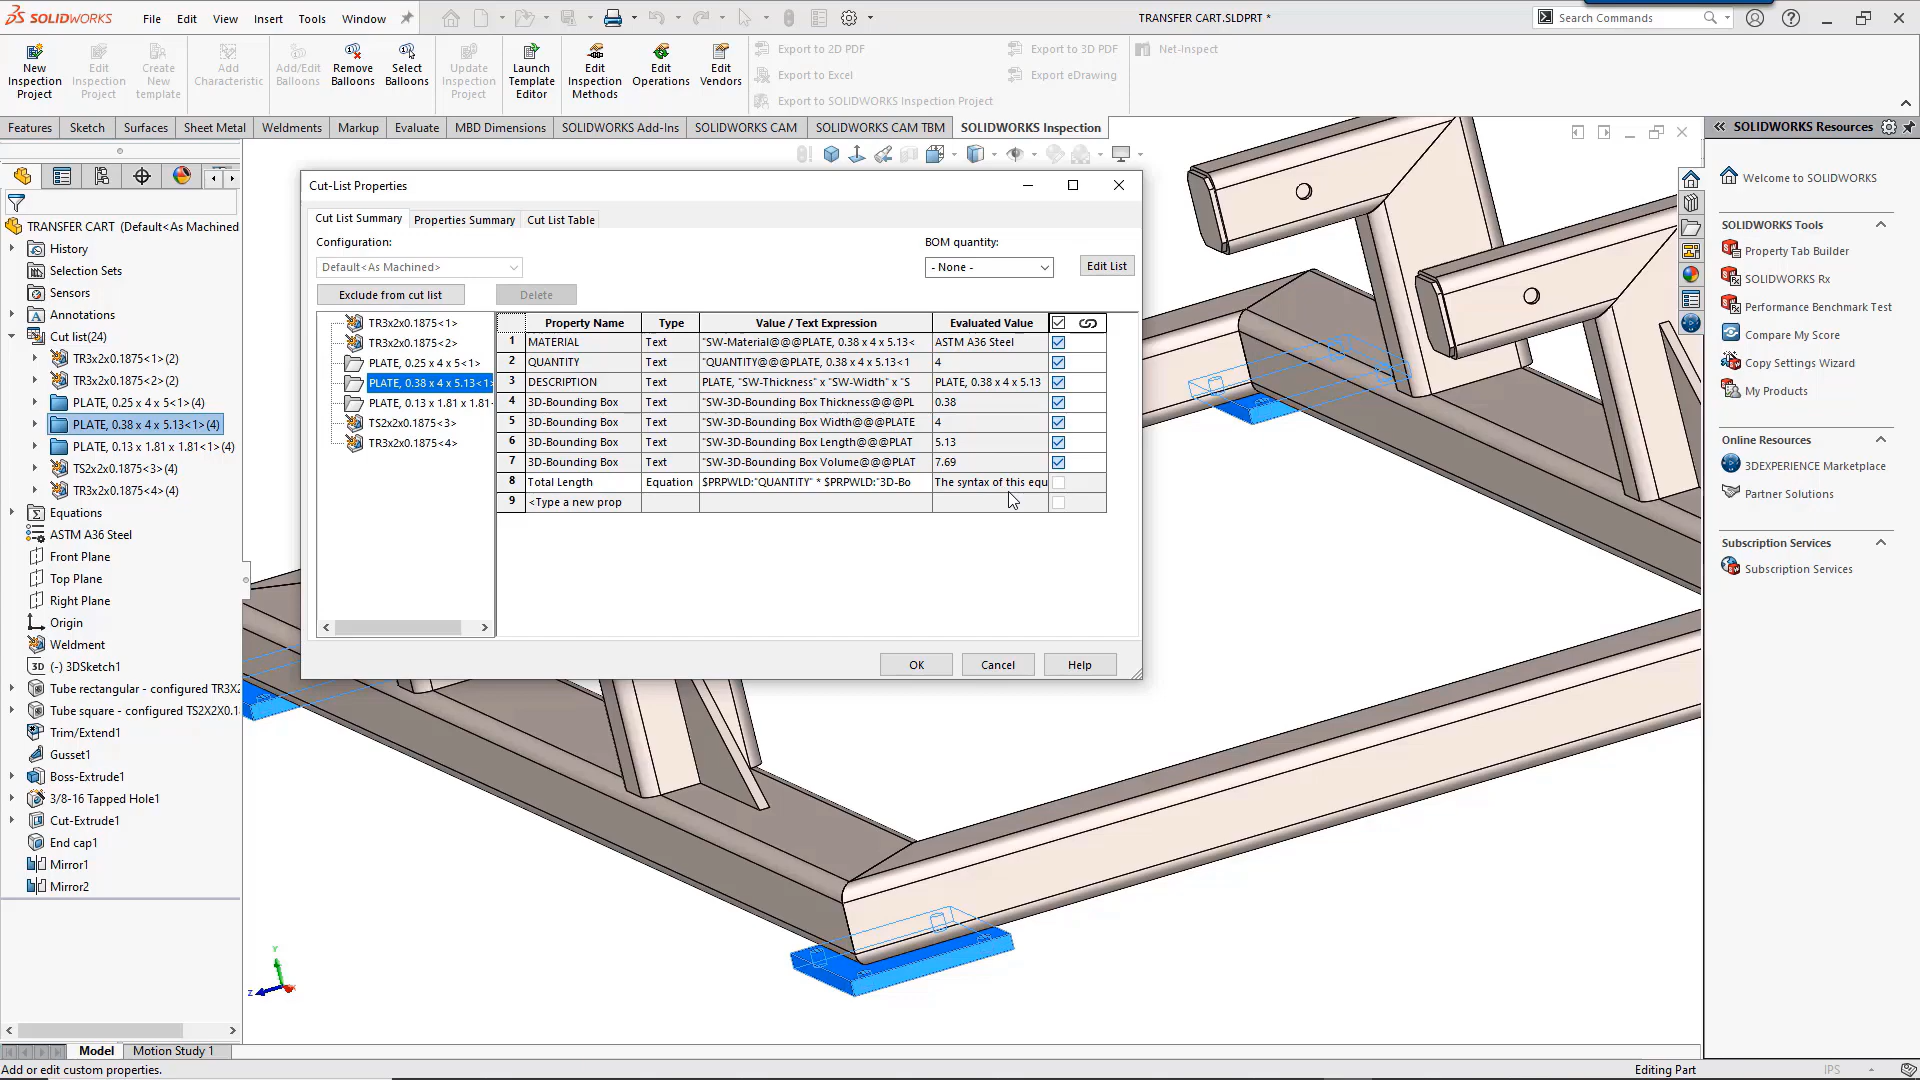 SOLIDWORKS
File Edit View Insert Tools Window
TRANSFER CART.SLDPRT *
Search Commands
New Inspection Project
Edit Inspection Project
Create New template
Add Characteristic
Add/Edit Balloons
Remove Balloons
Select Balloons
Update Inspection Project
Launch Template Editor
Edit Inspection Methods
Edit Operations
Edit Vendors
Export to 2D PDF
Export to Excel
Export to SOLIDWORKS Inspection Project
Export to 3D PDF
Export eDrawing
Net-Inspect
Features Sketch Surfaces Sheet Metal Weldments Markup Evaluate MBD Dimensions SOLIDWORKS Add-Ins SOLIDWORKS CAM SOLIDWORKS CAM TBM SOLIDWORKS Inspection
TRANSFER CART (Default<As Machined
History
Selection Sets
Sensors
Annotations
Cut list(24)
TR3x2x0.1875<1>(2)
TR3x2x0.1875<2>(2)
PLATE, 0.25 x 4 x 5<1>(4)
PLATE, 0.38 x 4 x 5.13<1>(4)
PLATE, 0.13 x 1.81 x 1.81<1>(4)
TS2x2x0.1875<3>(4)
TR3x2x0.1875<4>(4)
Equations
ASTM A36 Steel
Front Plane
Top Plane
Right Plane
Origin
Weldment
3D (-) 3DSketch1
Tube rectangular - configured TR3X2
Tube square - configured TS2X2X0.1
Trim/Extend1
Gusset1
Boss-Extrude1
3/8-16 Tapped Hole1
Cut-Extrude1
End cap1
Mirror1
Mirror2
Cut-List Properties
Cut List Summary Properties Summary Cut List Table
Configuration:
Default<As Machined>
BOM quantity:
- None -
Edit List
Exclude from cut list
Delete
TR3x2x0.1875<1>
TR3x2x0.1875<2>
PLATE, 0.25 x 4 x 5<1>
PLATE, 0.38 x 4 x 5.13<1>
PLATE, 0.13 x 1.81 x 1.81
TS2x2x0.1875<3>
TR3x2x0.1875<4>
Property Name Type Value / Text Expression Evaluated Value
1 MATERIAL Text "SW-Material@@@PLATE, 0.38 x 4 x 5.13< ASTM A36 Steel
2 QUANTITY Text "QUANTITY@@@PLATE, 0.38 x 4 x 5.13<1 4
3 DESCRIPTION Text PLATE, "SW-Thickness" x "SW-Width" x "S PLATE, 0.38 x 4 x 5.13
4 3D-Bounding Box Text "SW-3D-Bounding Box Thickness@@@PL 0.38
5 3D-Bounding Box Text "SW-3D-Bounding Box Width@@@PLATE 4
6 3D-Bounding Box Text "SW-3D-Bounding Box Length@@@PLAT 5.13
7 3D-Bounding Box Text "SW-3D-Bounding Box Volume@@@PLAT 7.69
8 Total Length Equation $PRPWLD:"QUANTITY" * $PRPWLD:"3D-Bo The syntax of this equ
9 <Type a new prop
OK Cancel Help
Y
Z
SOLIDWORKS Resources
Welcome to SOLIDWORKS
SOLIDWORKS Tools
Property Tab Builder
SOLIDWORKS Rx
Performance Benchmark Test
Compare My Score
Copy Settings Wizard
My Products
Online Resources
3DEXPERIENCE Marketplace
Partner Solutions
Subscription Services
Subscription Services
Model Motion Study 1
Add or edit custom properties.
Editing Part
IPS